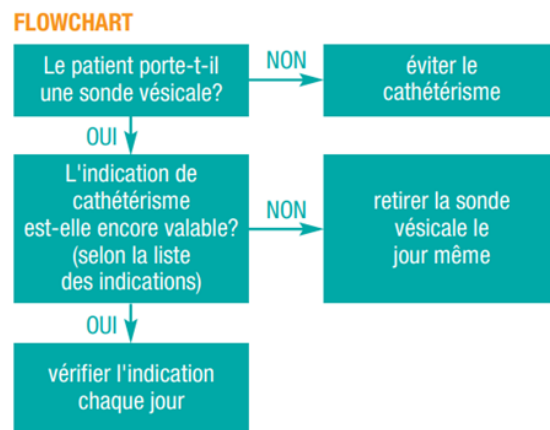 FLOWCHART
Le patient porte-t-il
une sonde vésicale?
NON
éviter le
cathétérisme
OUI
L'indication de
cathétérisme
est-elle encore valable?
(selon la liste
des indications)
NON
retirer la sonde
vésicale le
jour même
OUI
vérifier l'indication
chaque jour